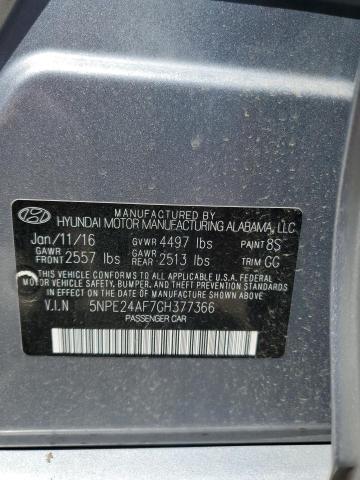 MANUFACTURED BY
HYUNDAI MOTOR MANUFACTURING ALABAMA, LLC
Jan/11/16 GVWR 4497 lbs PAINT 8S
GAWR FRONT 2557 lbs GAWR REAR 2513 lbs TRIM GG
THIS VEHICLE CONFORMS TO ALL APPLICABLE U.S.A. FEDERAL
MOTOR VEHICLE SAFETY, BUMPER, AND THEFT PREVENTION
STANDARDS IN EFFECT ON THE DATE OF MANUFACTURE SHOWN ABOVE.
V.I.N 5NPE24AF7GH377366
PASSENGER CAR